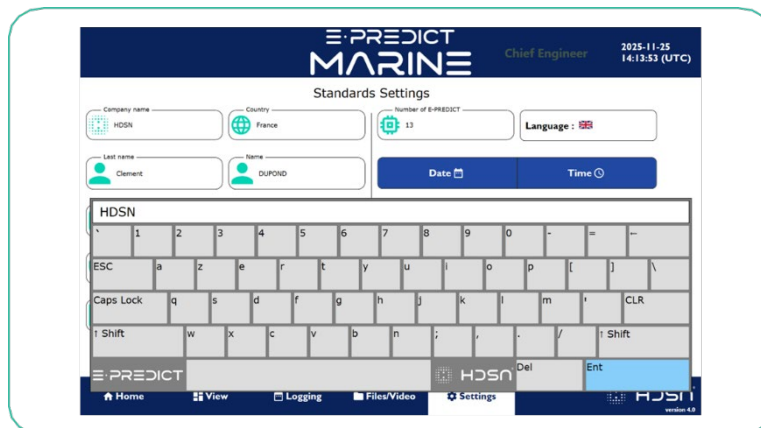 E·PREDICT
MARINE
Chief Engineer
2025-11-25
14:13:53 (UTC)
Standards Settings
Company name
HDSN
Country
France
Number of E-PREDICT
13
Language :
Last name
Clement
Name
DUPOND
Date
Time
HDSN
` 1 2 3 4 5 6 7 8 9 0 - = ←
ESC a z e r t y u i o p [ ] \
Caps Lock q s d f g h j k l m ' CLR
↑ Shift w x c v b n ; , . / ↑ Shift
E·PREDICT HDSN Del Ent
Home View Logging Files/Video Settings HDSN
version 4.0